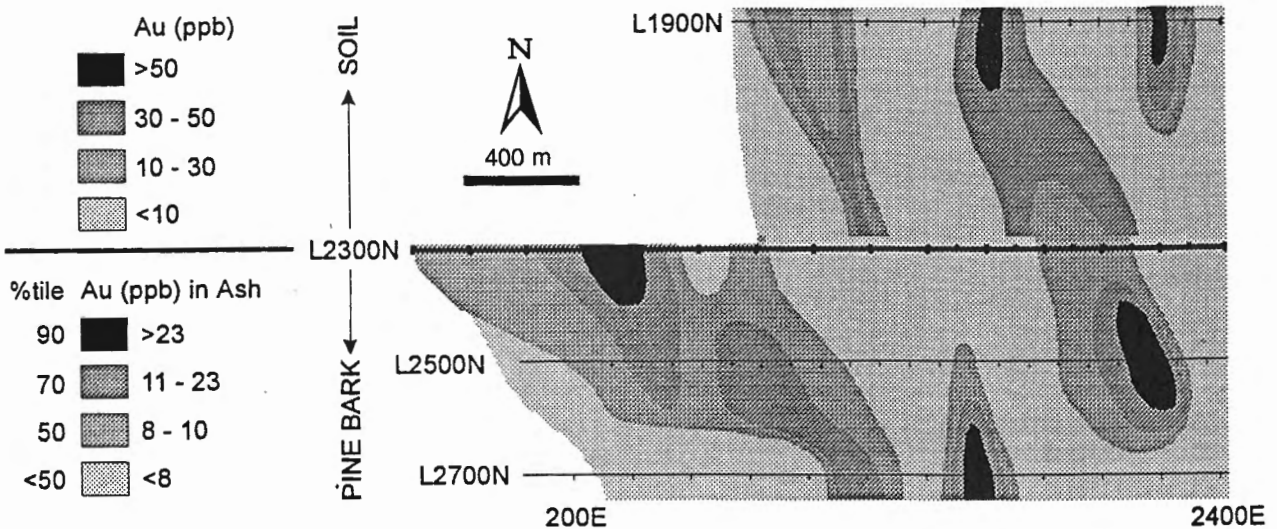 Au (ppb)
>50
30 - 50
10 - 30
<10
SOIL
N
400 m
L1900N
L2300N
%tile Au (ppb) in Ash
90 >23
70 11 - 23
50 8 - 10
<50 <8
PINE BARK
L2500N
L2700N
200E
2400E